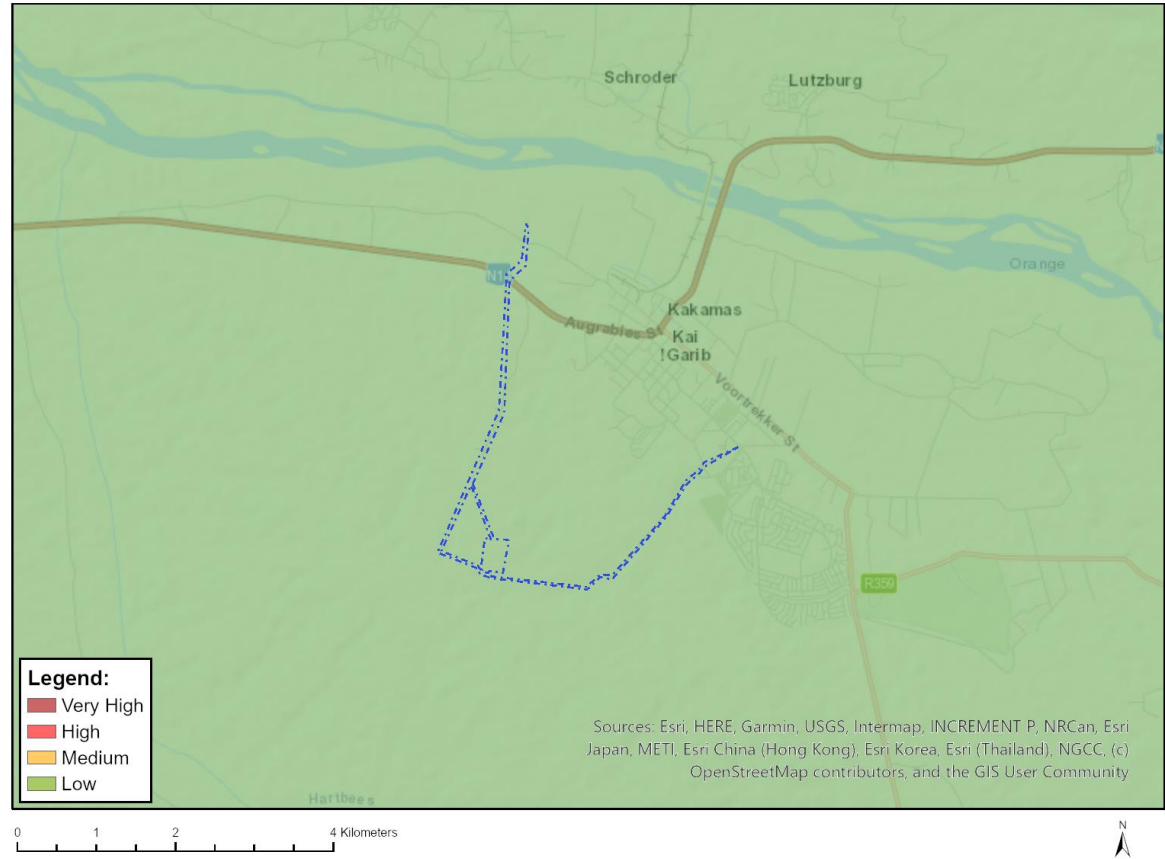 Schroder
Lutzburg
Orange
N1
Kakamas
Augrabies St
Kai
!Garib
Voortrekker St
R359
Legend:
Very High
High
Medium
Low
Sources: Esri, HERE, Garmin, USGS, Intermap, INCREMENT P, NRCan, Esri
Japan, METI, Esri China (Hong Kong), Esri Korea, Esri (Thailand), NGCC, (c)
OpenStreetMap contributors, and the GIS User Community
Hartbees
0 1 2 4 Kilometers
N